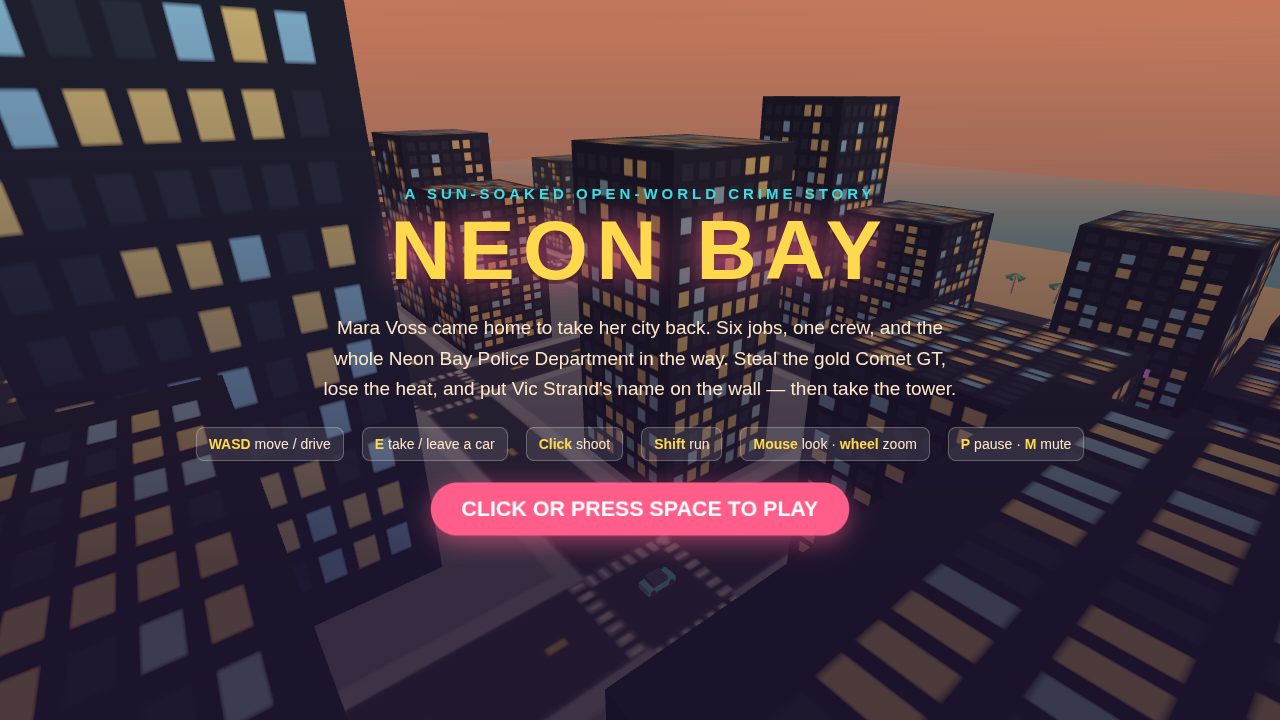 A SUN-SOAKED OPEN-WORLD CRIME STORY
NEON BAY
Mara Voss came home to take her city back. Six jobs, one crew, and the
whole Neon Bay Police Department in the way. Steal the gold Comet GT,
lose the heat, and put Vic Strand's name on the wall — then take the tower.
WASD move / drive E take / leave a car Click shoot Shift run Mouse look · wheel zoom P pause · M mute
CLICK OR PRESS SPACE TO PLAY